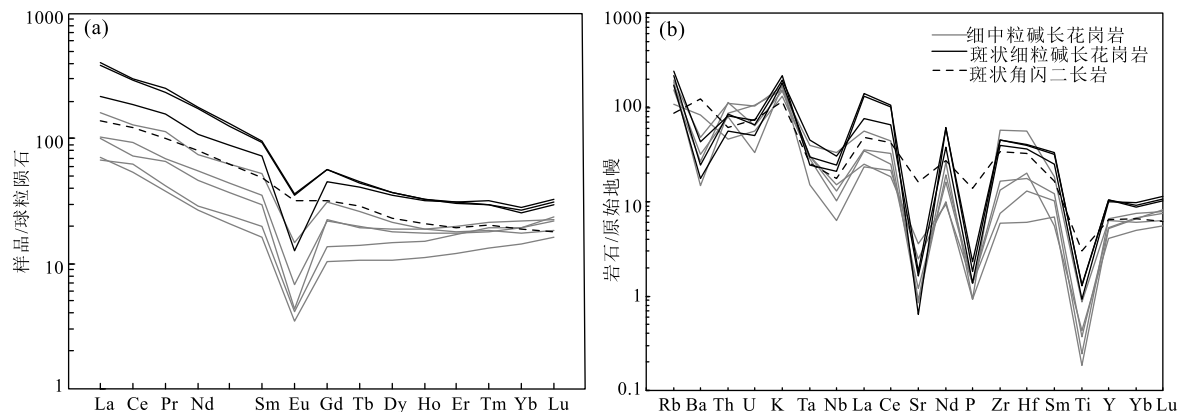 (a)
1000
100
10
1
样品/球粒陨石
La Ce Pr Nd Sm Eu Gd Tb Dy Ho Er Tm Yb Lu
(b)
细中粒碱长花岗岩
斑状细粒碱长花岗岩
斑状角闪二长岩
1000
100
10
1
0.1
岩石/原始地幔
Rb Ba Th U K Ta Nb La Ce Sr Nd P Zr Hf Sm Ti Y Yb Lu